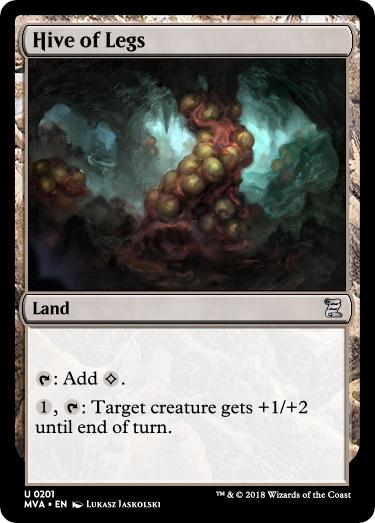 Hive of Legs
Land
: Add .
1, : Target creature gets +1/+2
until end of turn.
U 0201
MVA • EN Lukasz Jaskolski
™ & © 2018 Wizards of the Coast